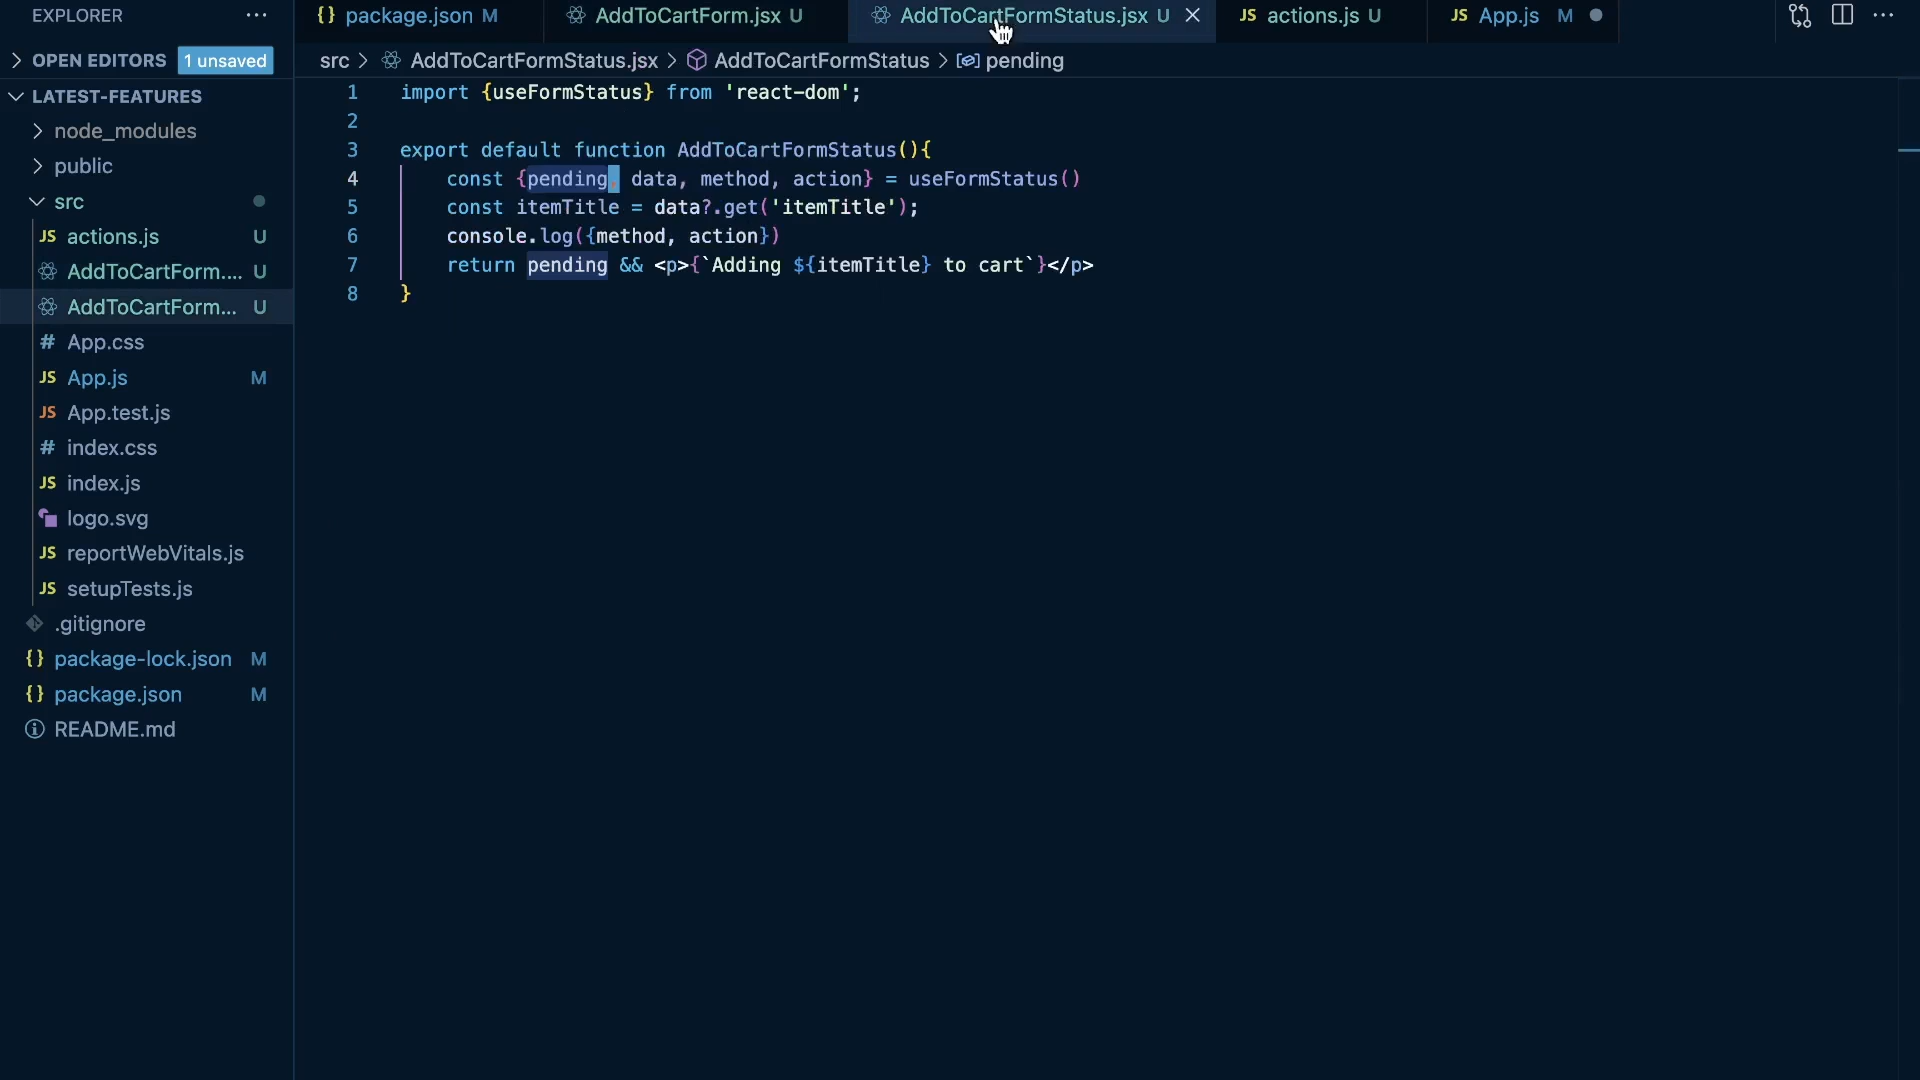 EXPLORER
OPEN EDITORS 1 unsaved
LATEST-FEATURES
node_modules
public
src
JS actions.js U
AddToCartForm.... U
AddToCartForm... U
# App.css
JS App.js M
JS App.test.js
# index.css
JS index.js
logo.svg
JS reportWebVitals.js
JS setupTests.js
.gitignore
{} package-lock.json M
{} package.json M
README.md
{} package.json M
AddToCartForm.jsx U
AddToCartFormStatus.jsx U
JS actions.js U
JS App.js M
src > AddToCartFormStatus.jsx > AddToCartFormStatus > pending
1 import {useFormStatus} from 'react-dom';
2
3 export default function AddToCartFormStatus(){
4 const {pending, data, method, action} = useFormStatus()
5 const itemTitle = data?.get('itemTitle');
6 console.log({method, action})
7 return pending && <p>{`Adding ${itemTitle} to cart`}</p>
8 }